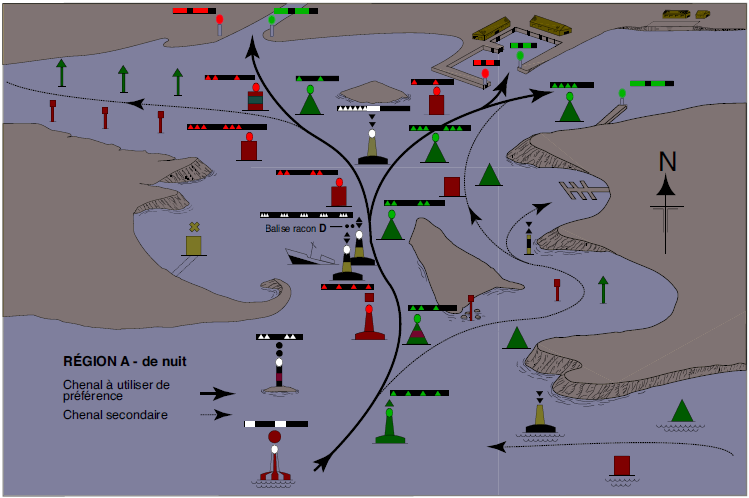 N
Balise racon D
RÉGION A - de nuit
Chenal à utiliser de
préférence
Chenal secondaire